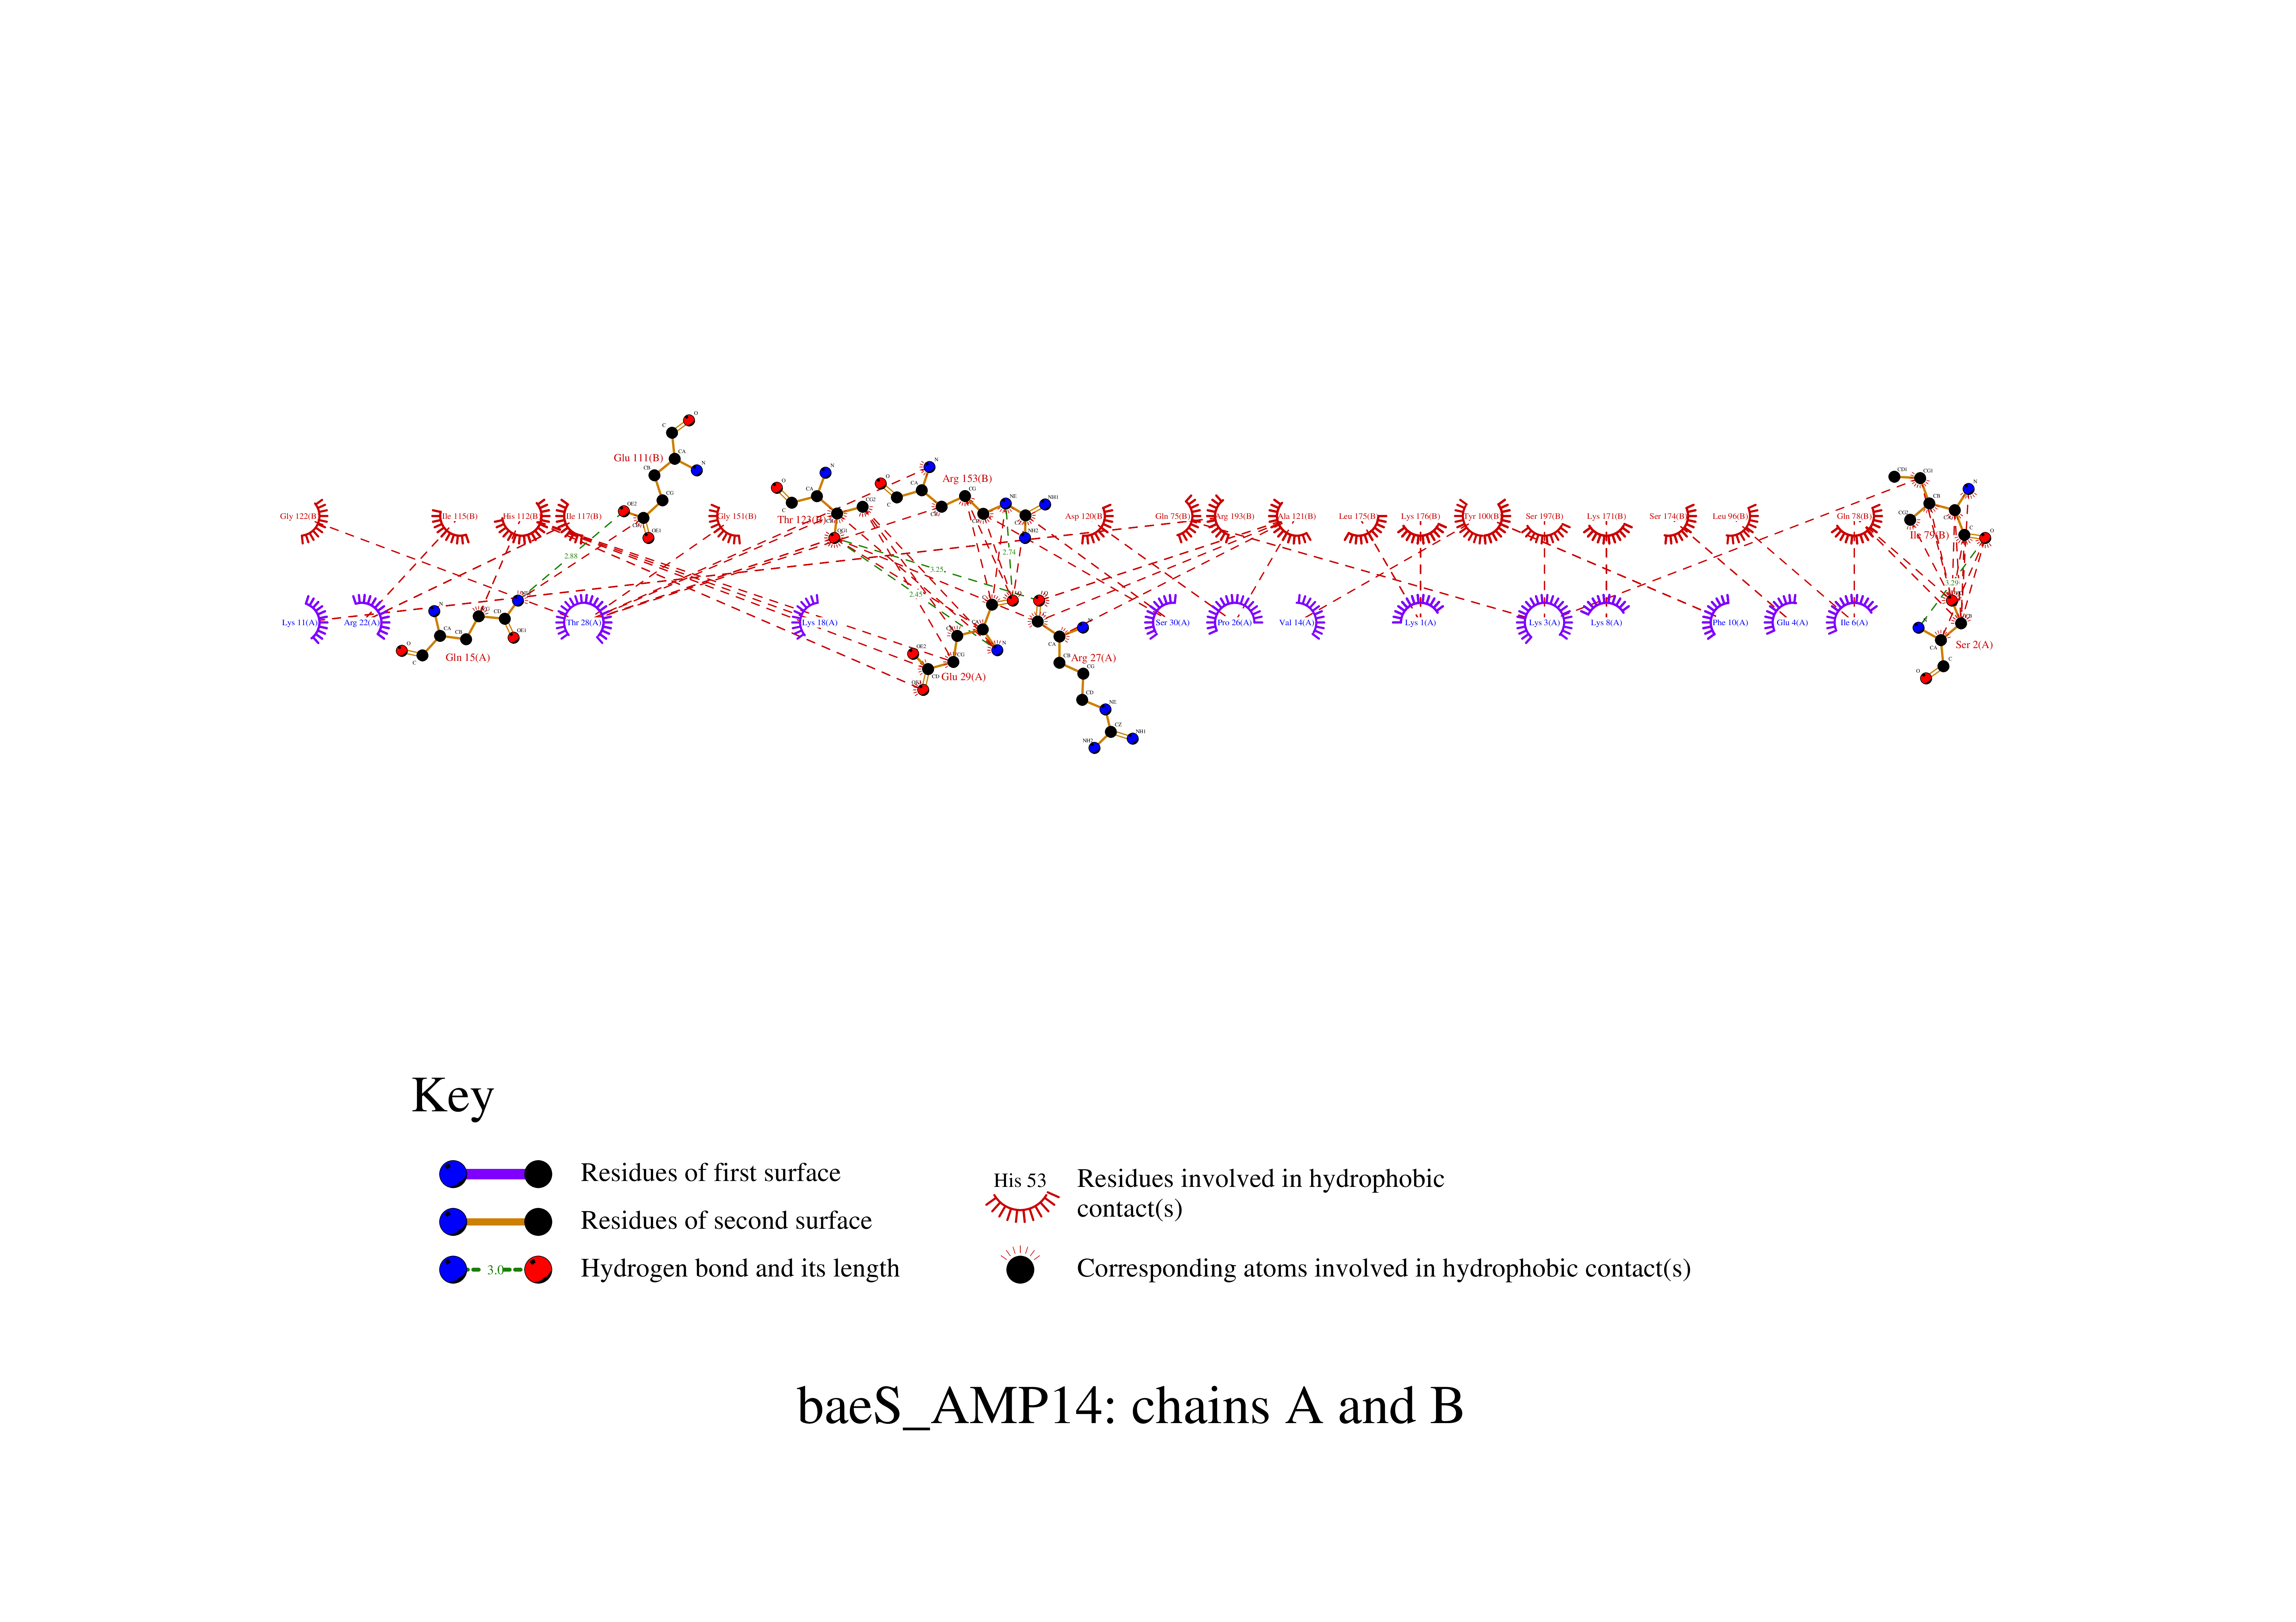 Glu 111(B)
Arg 153(B)
Thr 123(B)
Ile 79(B)
Gly 122(B)
Ile 115(B)
His 112(B)
Ile 117(B)
Gly 151(B)
Asp 120(B)
Gln 75(B)
Arg 193(B)
Ala 121(B)
Leu 175(B)
Lys 176(B)
Tyr 100(B)
Ser 197(B)
Lys 171(B)
Ser 174(B)
Leu 96(B)
Gln 78(B)
2.88
3.25
2.45
2.74
3.29
Lys 11(A)
Arg 22(A)
Thr 28(A)
Lys 18(A)
Ser 30(A)
Pro 26(A)
Val 14(A)
Lys 1(A)
Lys 3(A)
Lys 8(A)
Phe 10(A)
Glu 4(A)
Ile 6(A)
Gln 15(A)
Glu 29(A)
Arg 27(A)
Ser 2(A)
Key
Residues of first surface
Residues of second surface
3.0
Hydrogen bond and its length
His 53
Residues involved in hydrophobic
contact(s)
Corresponding atoms involved in hydrophobic contact(s)
baeS_AMP14: chains A and B